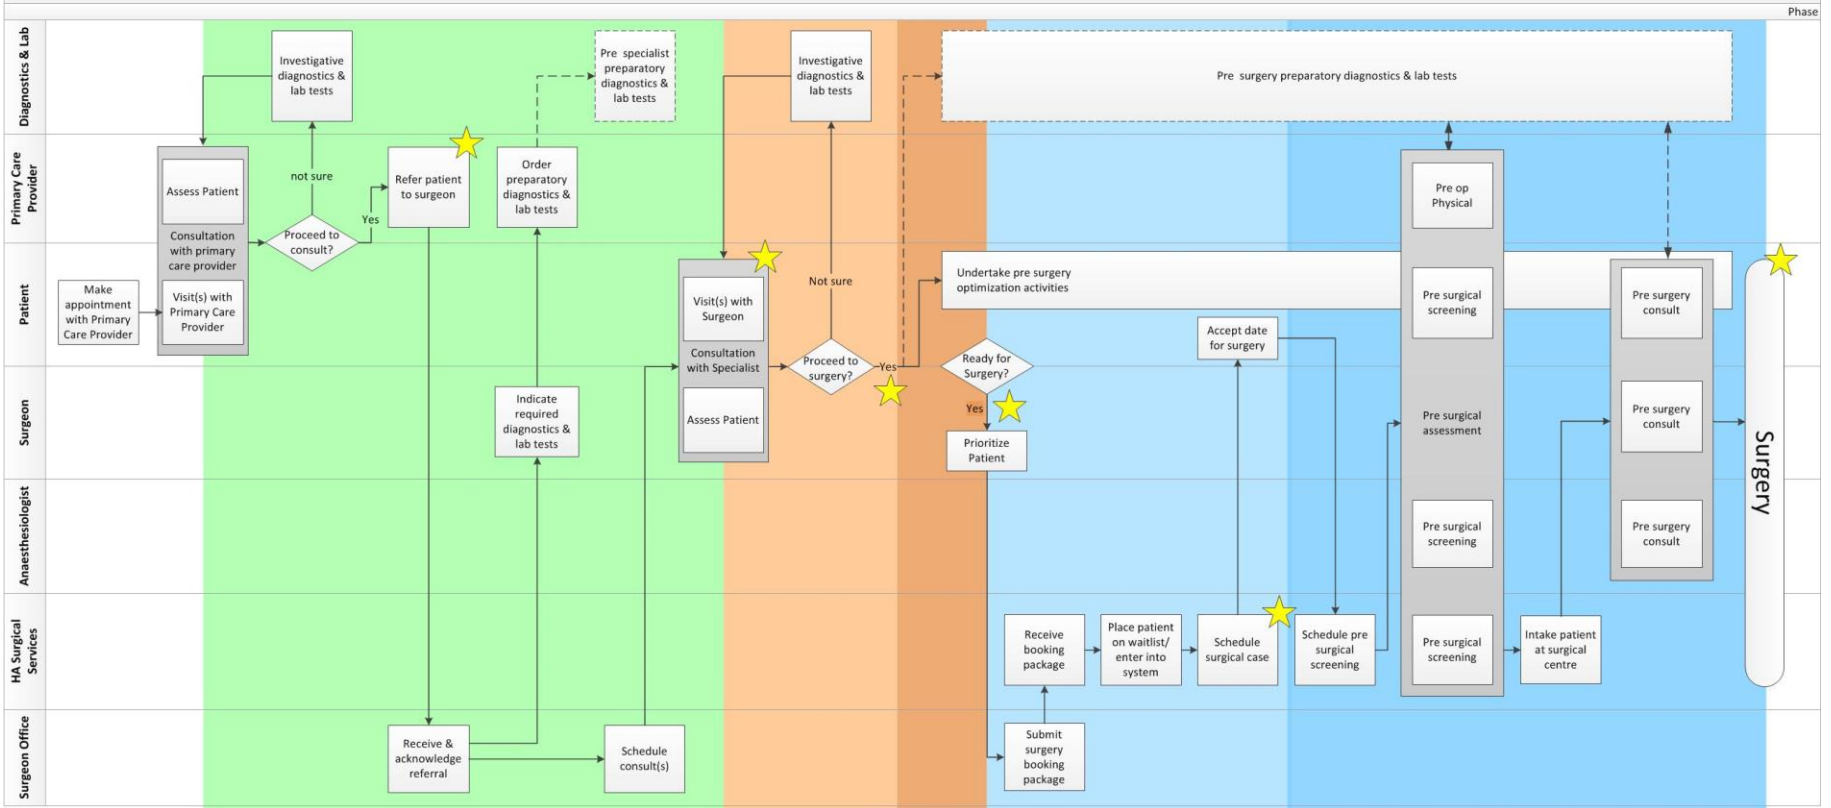 Phase
Diagnostics & Lab
Investigative
diagnostics &
lab tests
Pre specialist
preparatory
diagnostics &
lab tests
Investigative
diagnostics &
lab tests
Pre surgery preparatory diagnostics & lab tests
Primary Care
Provider
Assess Patient
Consultation
with primary
care provider
Visit(s) with
Primary Care
Provider
not sure
Proceed to
consult?
Yes
Refer patient
to surgeon
Order
preparatory
diagnostics &
lab tests
Pre op
Physical
Patient
Make
appointment
with Primary
Care Provider
Visit(s) with
Surgeon
Consultation
with Specialist
Assess Patient
Not sure
Proceed to
surgery?
Yes
Undertake pre surgery
optimization activities
Ready for
Surgery?
Yes
Accept date
for surgery
Pre surgical
screening
Pre surgery
consult
Surgeon
Indicate
required
diagnostics &
lab tests
Prioritize
Patient
Pre surgical
assessment
Pre surgery
consult
Surgery
Anaesthesiologist
Pre surgical
screening
Pre surgery
consult
HA Surgical
Services
Receive
booking
package
Place patient
on waitlist/
enter into
system
Schedule
surgical case
Schedule pre
surgical
screening
Pre surgical
screening
Intake patient
at surgical
centre
Surgeon Office
Receive &
acknowledge
referral
Schedule
consult(s)
Submit
surgery
booking
package